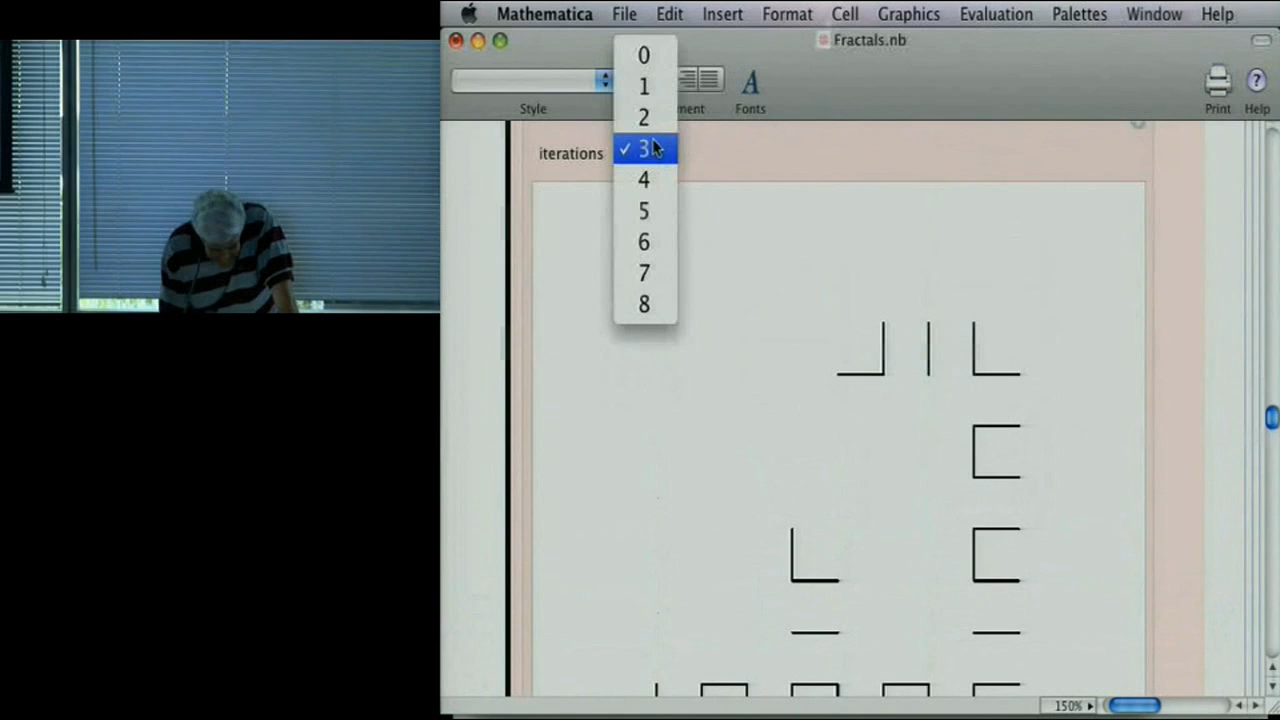 Mathematica File Edit Insert Format Cell Graphics Evaluation Palettes Window Help
Fractals.nb
Style
ment
Fonts
Print
Help
iterations
0
1
2
✓ 3
4
5
6
7
8
150%